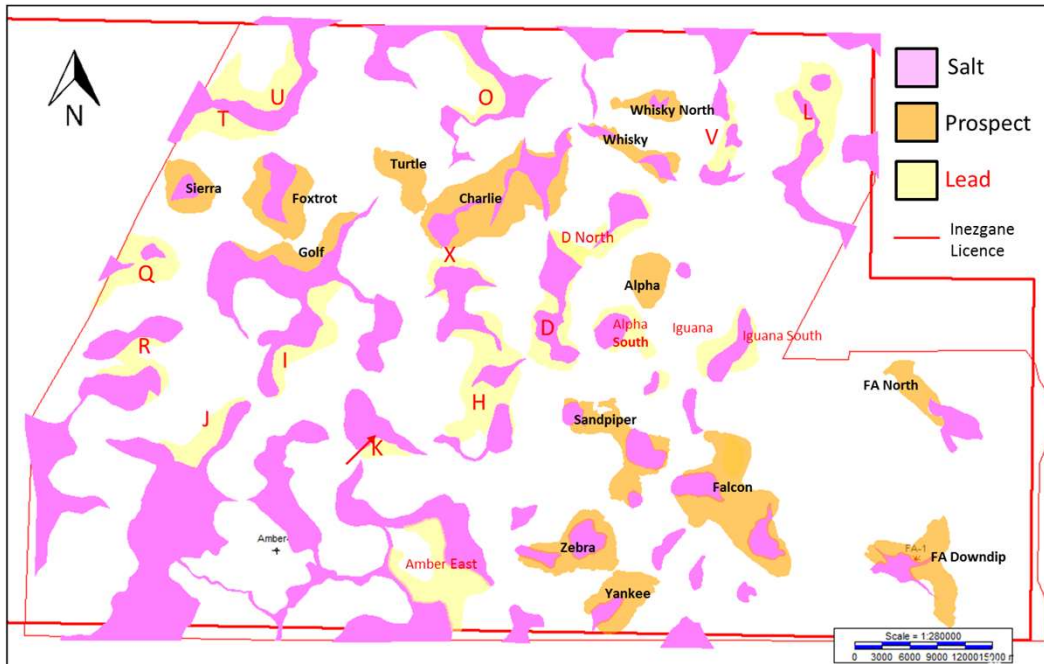 U
O
T
L
Whisky North
V
Whisky
Turtle
Sierra
Foxtrot
Charlie
Golf
D North
X
Q
Alpha
D
Alpha
South
Iguana
Iguana South
R
I
FA North
H
J
Sandpiper
K
Falcon
Amber-
Zebra
FA-1
FA Downdip
Amber East
Yankee
N
Salt
Prospect
Lead
Inezgane
Licence
Scale = 1:280000
0 3000 6000 9000 12000 15000 m